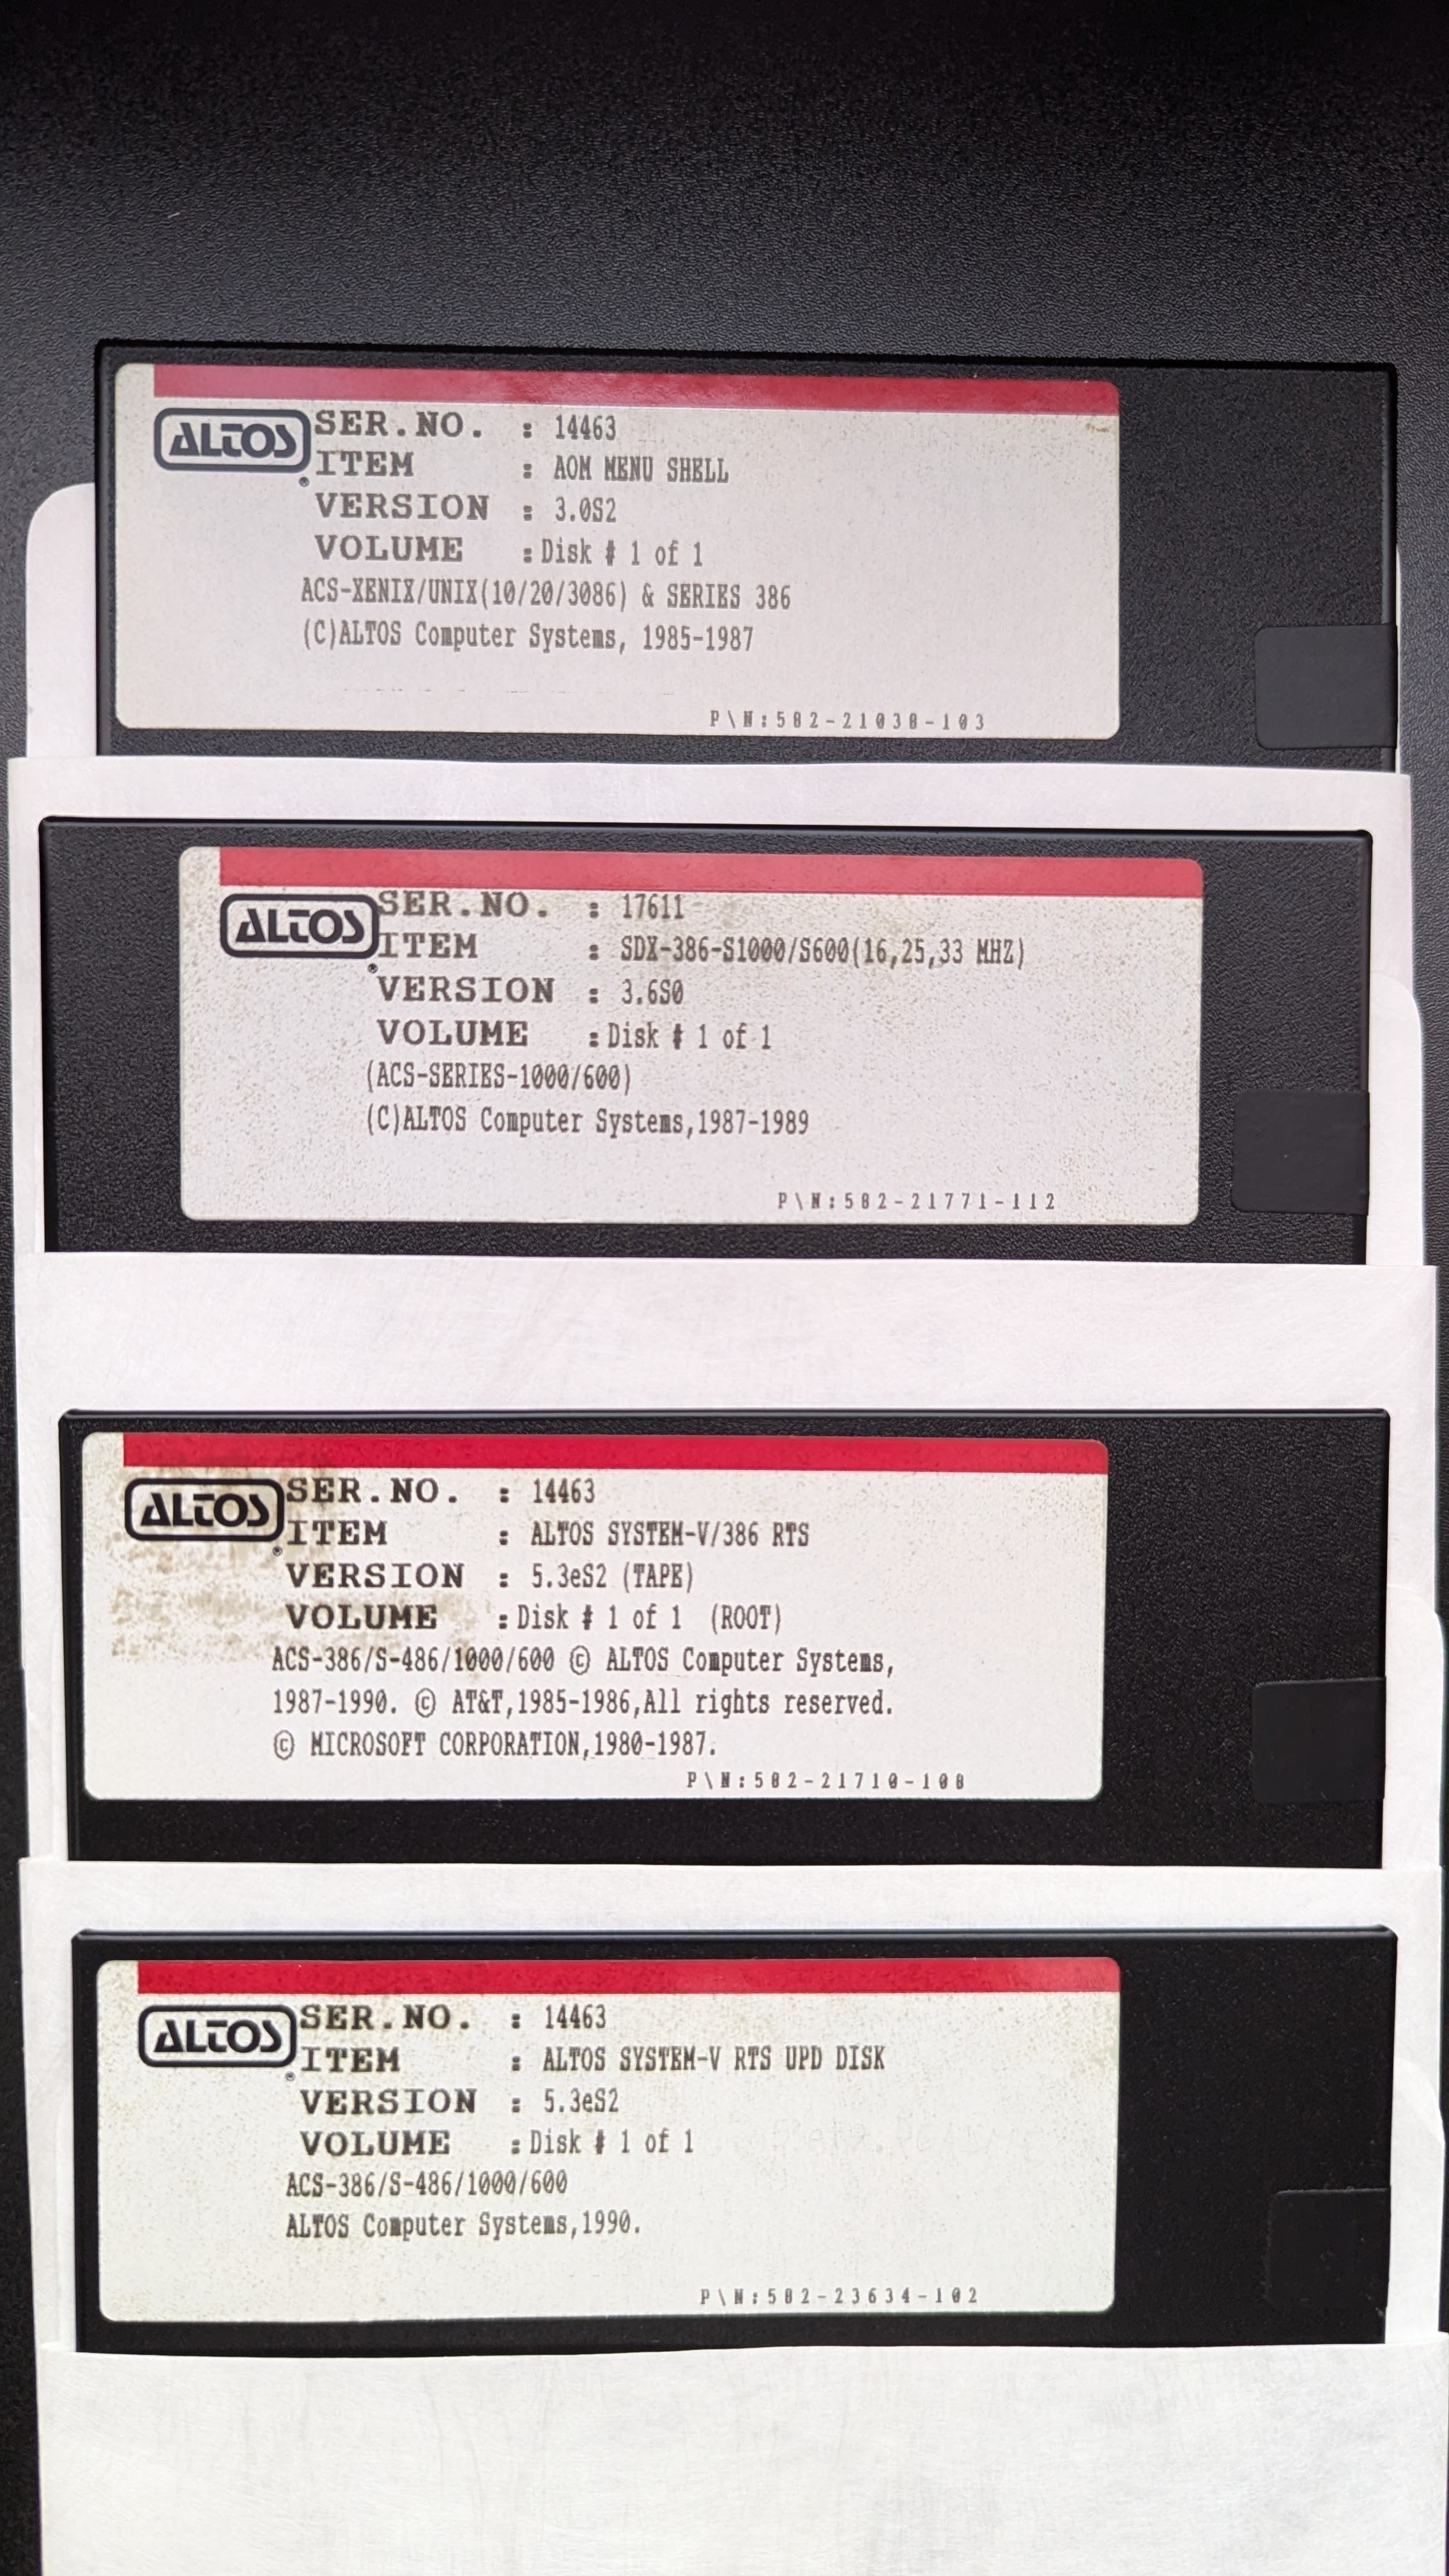 ALTOS®
SER.NO. : 14463
ITEM : AOM MENU SHELL
VERSION : 3.0S2
VOLUME : Disk # 1 of 1
ACS-XENIX/UNIX(10/20/3086) & SERIES 386
(C)ALTOS Computer Systems, 1985-1987
P\N:582-21038-103
ALTOS®
SER.NO. : 17611
ITEM : SDX-386-S1000/S600(16,25,33 MHZ)
VERSION : 3.6S0
VOLUME : Disk # 1 of 1
(ACS-SERIES-1000/600)
(C)ALTOS Computer Systems,1987-1989
P\N:582-21771-112
ALTOS®
SER.NO. : 14463
ITEM : ALTOS SYSTEM-V/386 RTS
VERSION : 5.3eS2 (TAPE)
VOLUME : Disk # 1 of 1 (ROOT)
ACS-386/S-486/1000/600 © ALTOS Computer Systems,
1987-1990. © AT&T,1985-1986,All rights reserved.
© MICROSOFT CORPORATION,1980-1987.
P\N:582-21710-108
ALTOS®
SER.NO. : 14463
ITEM : ALTOS SYSTEM-V RTS UPD DISK
VERSION : 5.3eS2
VOLUME : Disk # 1 of 1
ACS-386/S-486/1000/600
ALTOS Computer Systems,1990.
P\N:582-23634-102